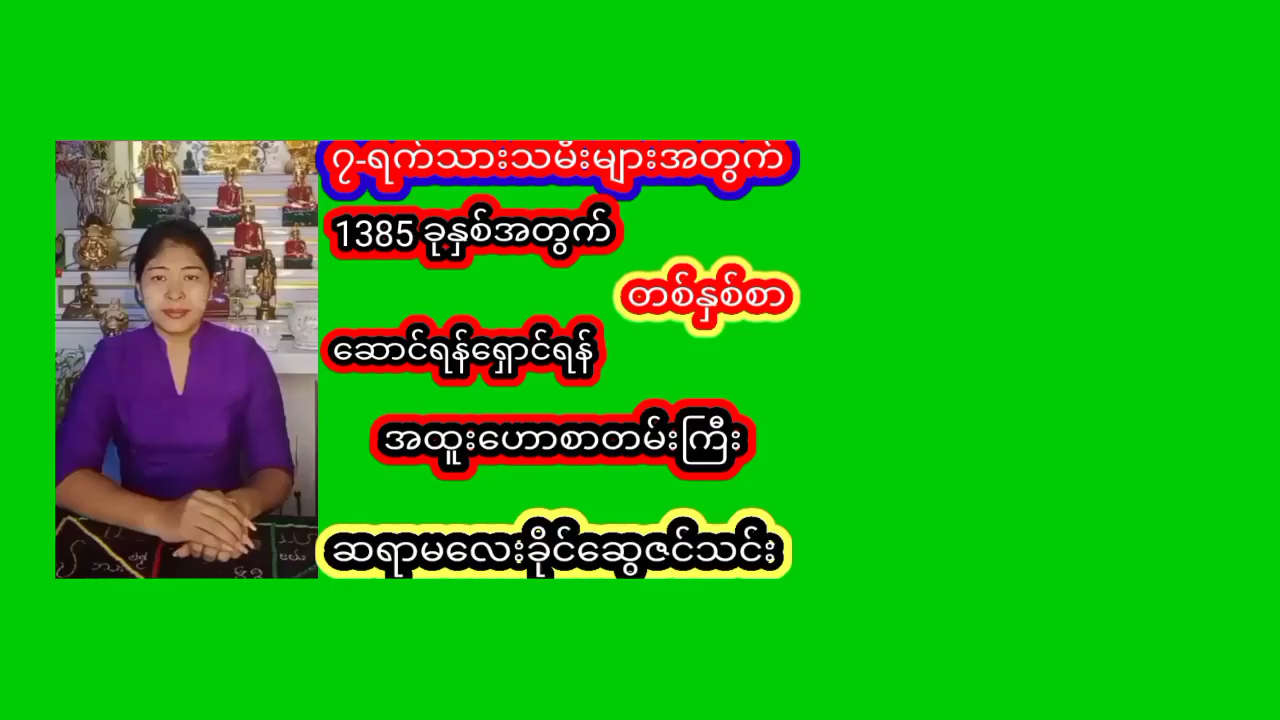 ၇-ရက်သားသမီးများအတွက်
1385 ခုနှစ်အတွက်
တစ်နှစ်စာ
ဆောင်ရန်ရှောင်ရန်
အထူးဟောစာတမ်းကြီး
ဆရာမလေးခိုင်ဆွေဇင်သင်း